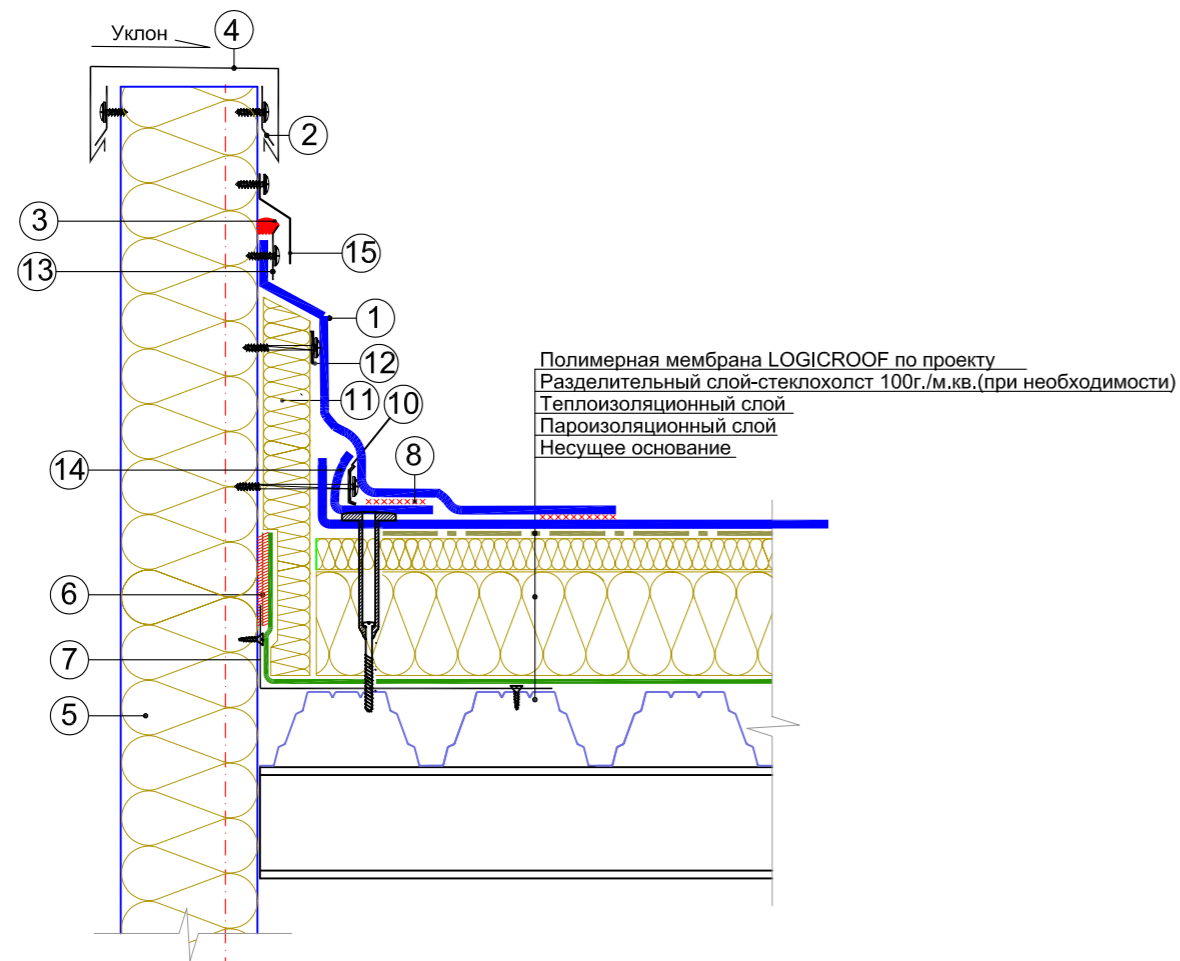 Уклон
4
2
3
15
13
1
12
Полимерная мембрана LOGICROOF по проекту
Разделительный слой-стеклохолст 100г./м.кв.(при необходимости)
11
10
Теплоизоляционный слой
Пароизоляционный слой
8
Несущее основание
14
6
7
5